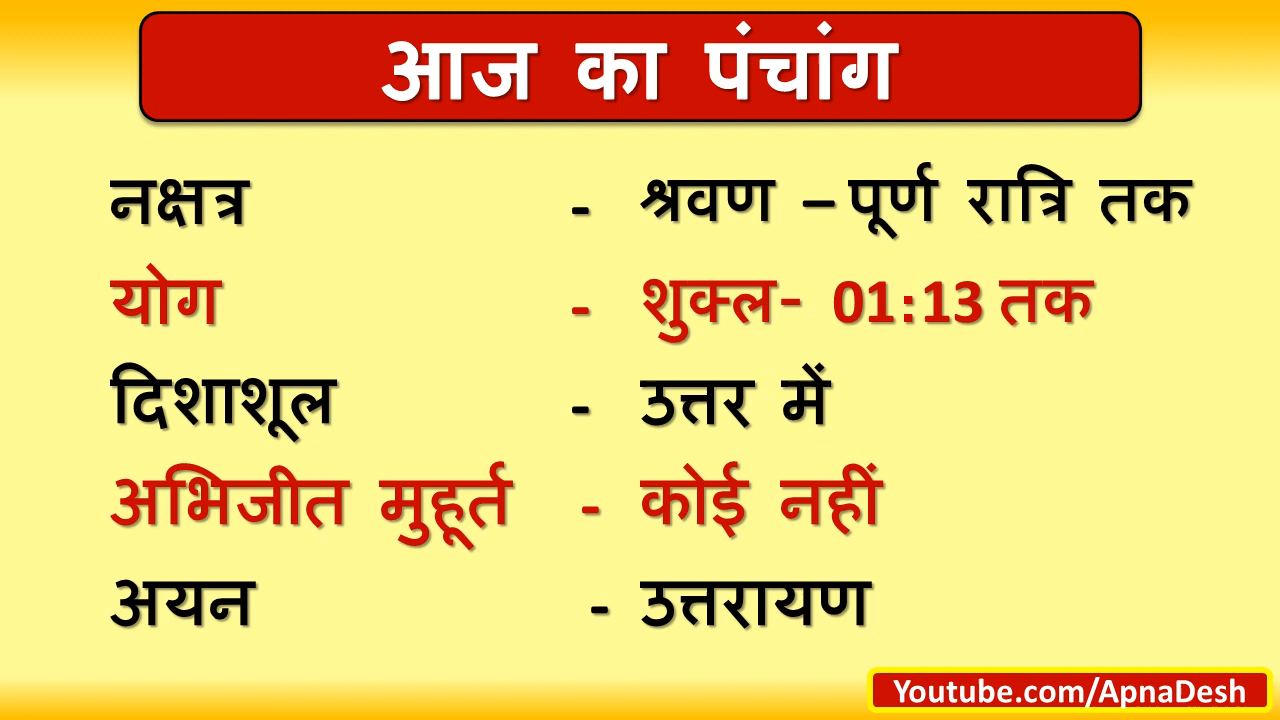 आज का पंचांग
नक्षत्र - श्रवण – पूर्ण रात्रि तक
योग - शुक्ल- 01:13 तक
दिशाशूल - उत्तर में
अभिजीत मुहूर्त - कोई नहीं
अयन - उत्तरायण
Youtube.com/ApnaDesh